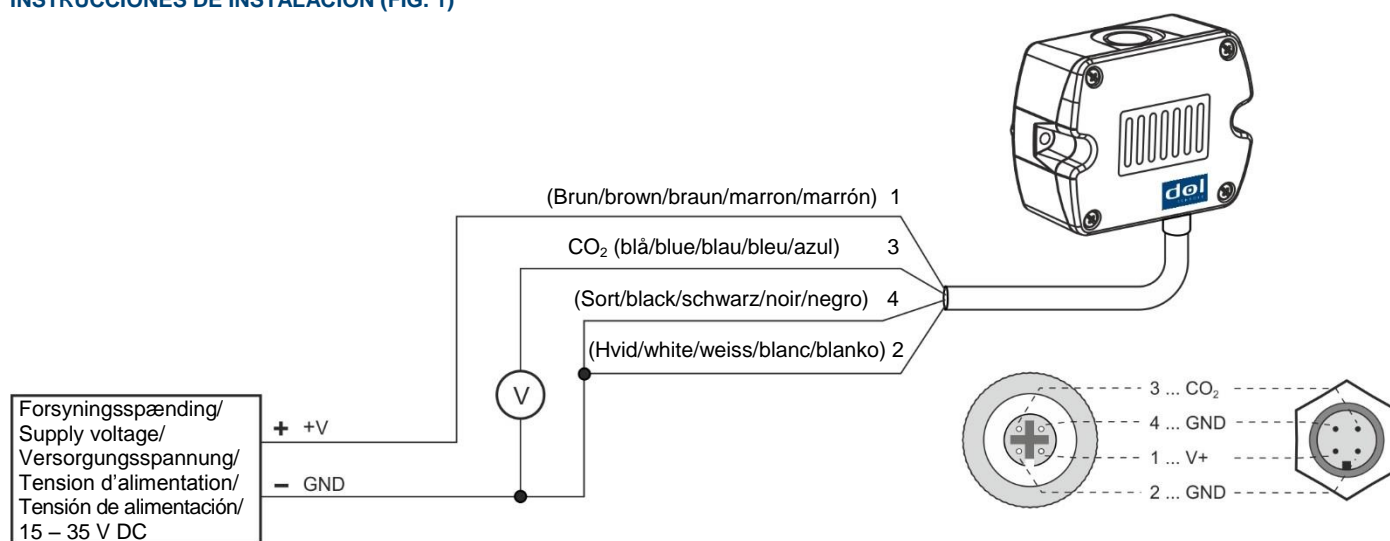 INSTRUCCIONES DE INSTALACIÓN (FIG. 1)
(Brun/brown/braun/marron/marrón) 1
CO₂ (blå/blue/blau/bleu/azul) 3
(Sort/black/schwarz/noir/negro) 4
(Hvid/white/weiss/blanc/blanko) 2
dol
V
Forsyningsspænding/
Supply voltage/
Versorgungsspannung/
Tension d’alimentation/
Tensión de alimentación/
15 – 35 V DC
+ +V
– GND
3 ... CO₂
4 ... GND
1 ... V+
2 ... GND